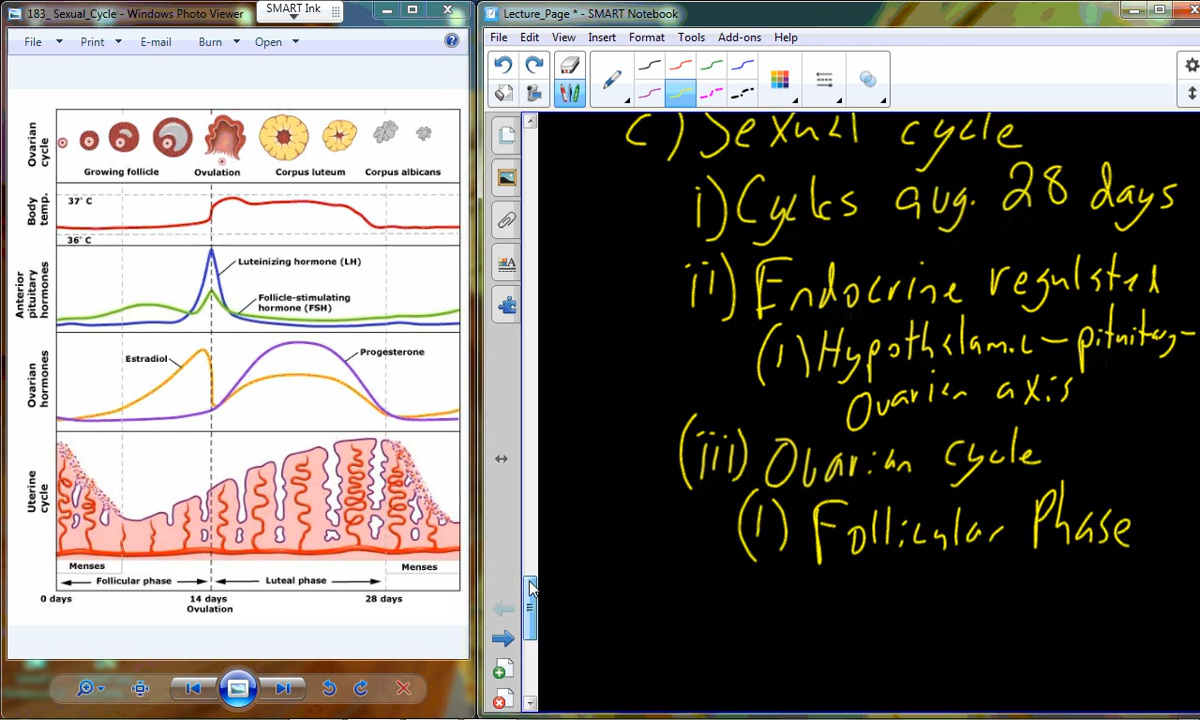 183_ Sexual_Cycle - Windows Photo Viewer
SMART Ink
File Print E-mail Burn Open
Ovarian cycle
Growing follicle Ovulation Corpus luteum Corpus albicans
Body temp.
37° C
36° C
Anterior pituitary hormones
Luteinizing hormone (LH)
Follicle-stimulating
hormone (FSH)
Ovarian hormones
Estradiol
Progesterone
Uterine cycle
Menses
Menses
Follicular phase
Luteal phase
0 days
14 days
Ovulation
28 days
Lecture_Page * - SMART Notebook
File Edit View Insert Format Tools Add-ons Help
c) Sexual cycle
i) Cycles avg. 28 days
ii) Endocrine regulated
(1) Hypothalamic - pituitary -
Ovarian axis
(iii) Ovarian cycle
(1) Follicular Phase